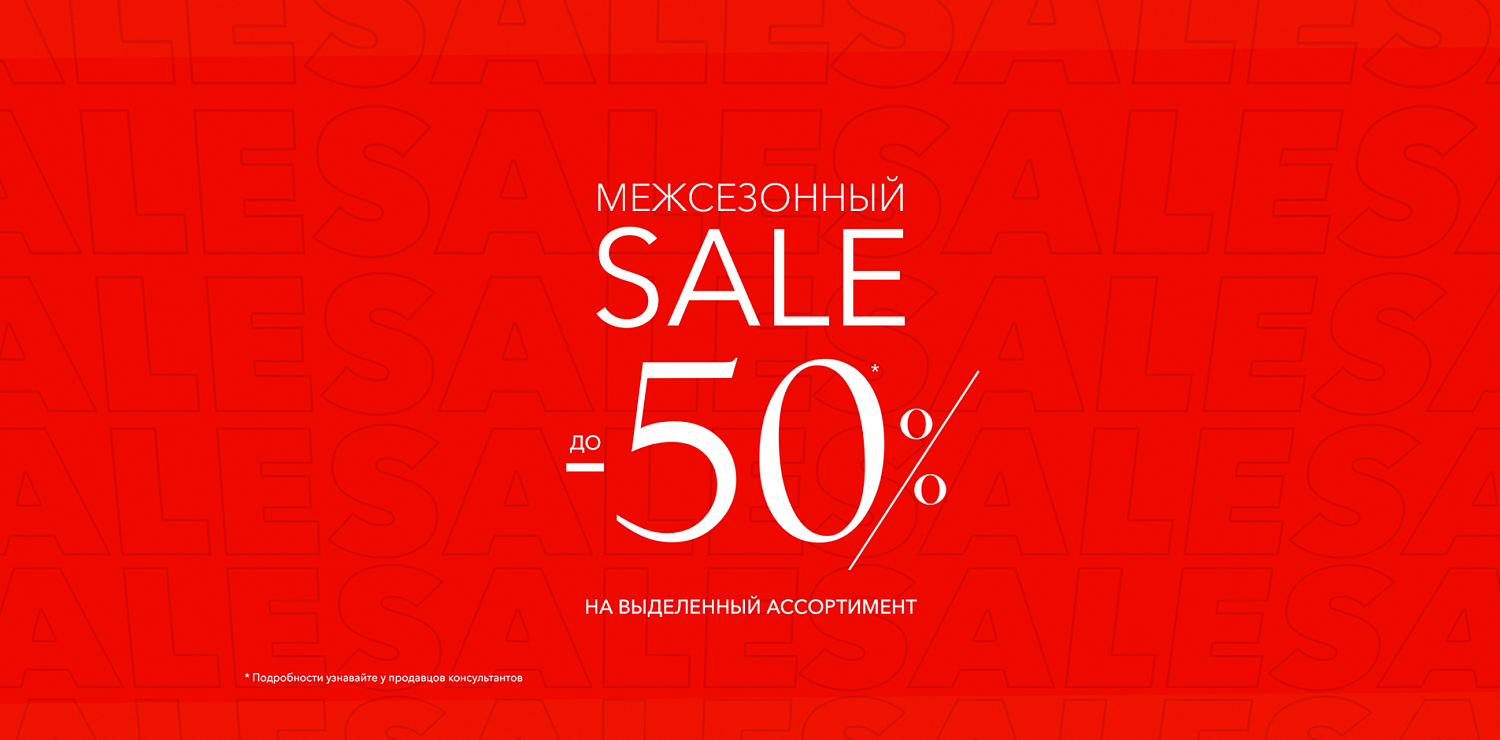 МЕЖСЕЗОННЫЙ
SALE
ДО
-50*%
НА ВЫДЕЛЕННЫЙ АССОРТИМЕНТ
* Подробности узнавайте у продавцов консультантов